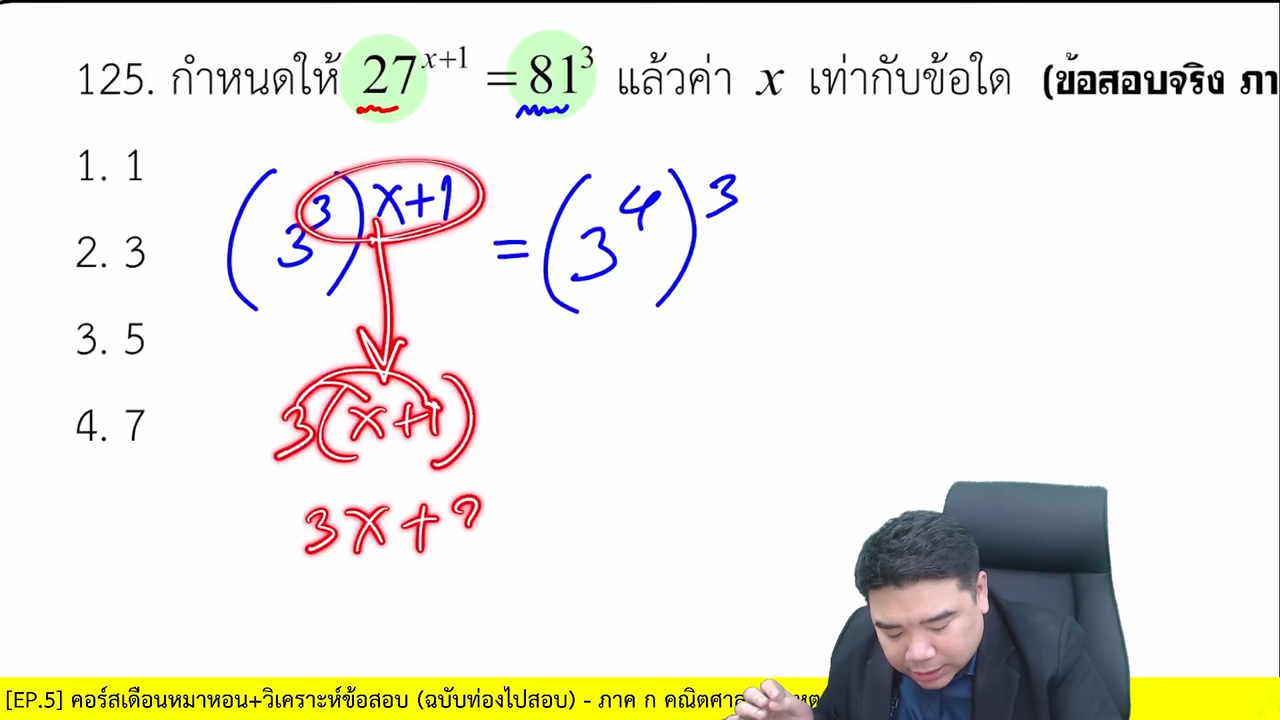 125. กำหนดให้ 27^{x+1} = 81^3 แล้วค่า x เท่ากับข้อใด (ข้อสอบจริง ภา
1. 1
2. 3
3. 5
4. 7
(3^3)^{x+1} = (3^4)^3
3(x+1)
3x+
[EP.5] คอร์สเดือนหมาหอน+วิเคราะห์ข้อสอบ (ฉบับท่องไปสอบ) - ภาค ก คณิตศา